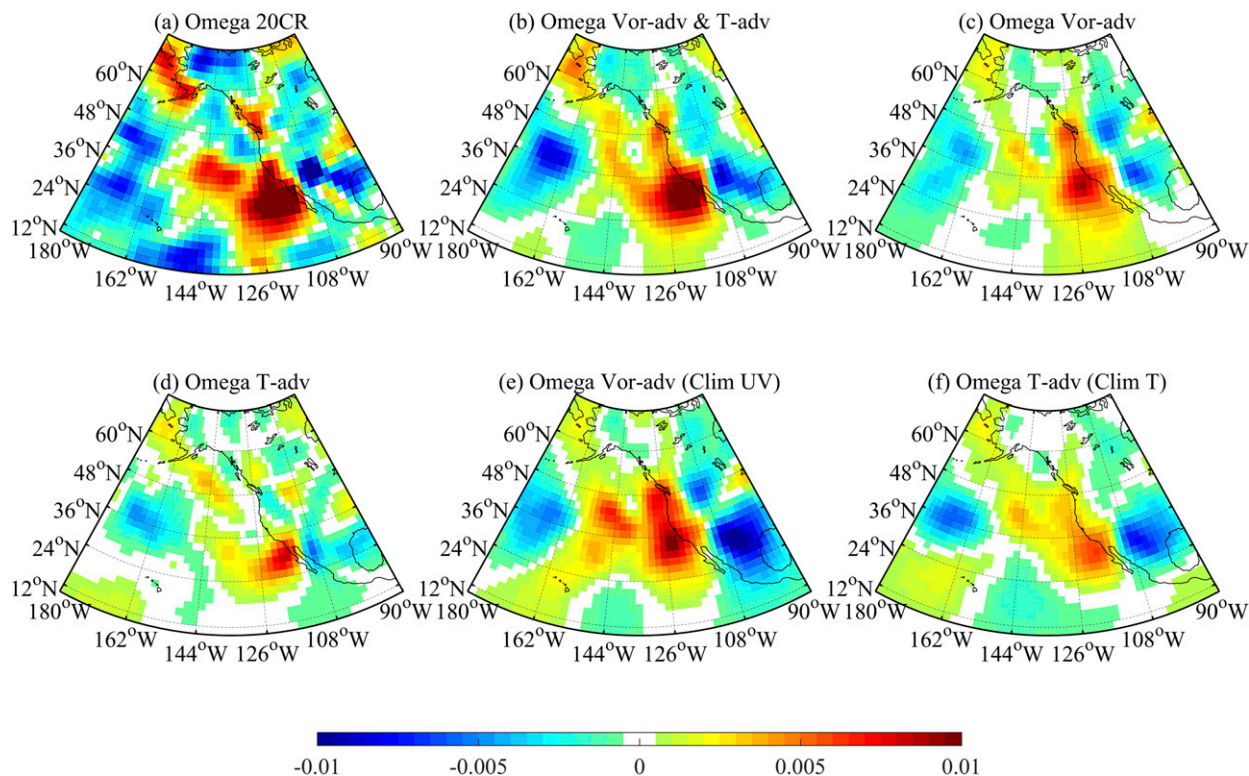 (a) Omega 20CR
(b) Omega Vor-adv & T-adv
(c) Omega Vor-adv
60°N
48°N
36°N
24°N
12°N
180°W
162°W
144°W
126°W
108°W
90°W
60°N
48°N
36°N
24°N
12°N
180°W
162°W
144°W
126°W
108°W
90°W
60°N
48°N
36°N
24°N
12°N
180°W
162°W
144°W
126°W
108°W
90°W
(d) Omega T-adv
(e) Omega Vor-adv (Clim UV)
(f) Omega T-adv (Clim T)
60°N
48°N
36°N
24°N
12°N
180°W
162°W
144°W
126°W
108°W
90°W
60°N
48°N
36°N
24°N
12°N
180°W
162°W
144°W
126°W
108°W
90°W
60°N
48°N
36°N
24°N
12°N
180°W
162°W
144°W
126°W
108°W
90°W
-0.01 -0.005 0 0.005 0.01